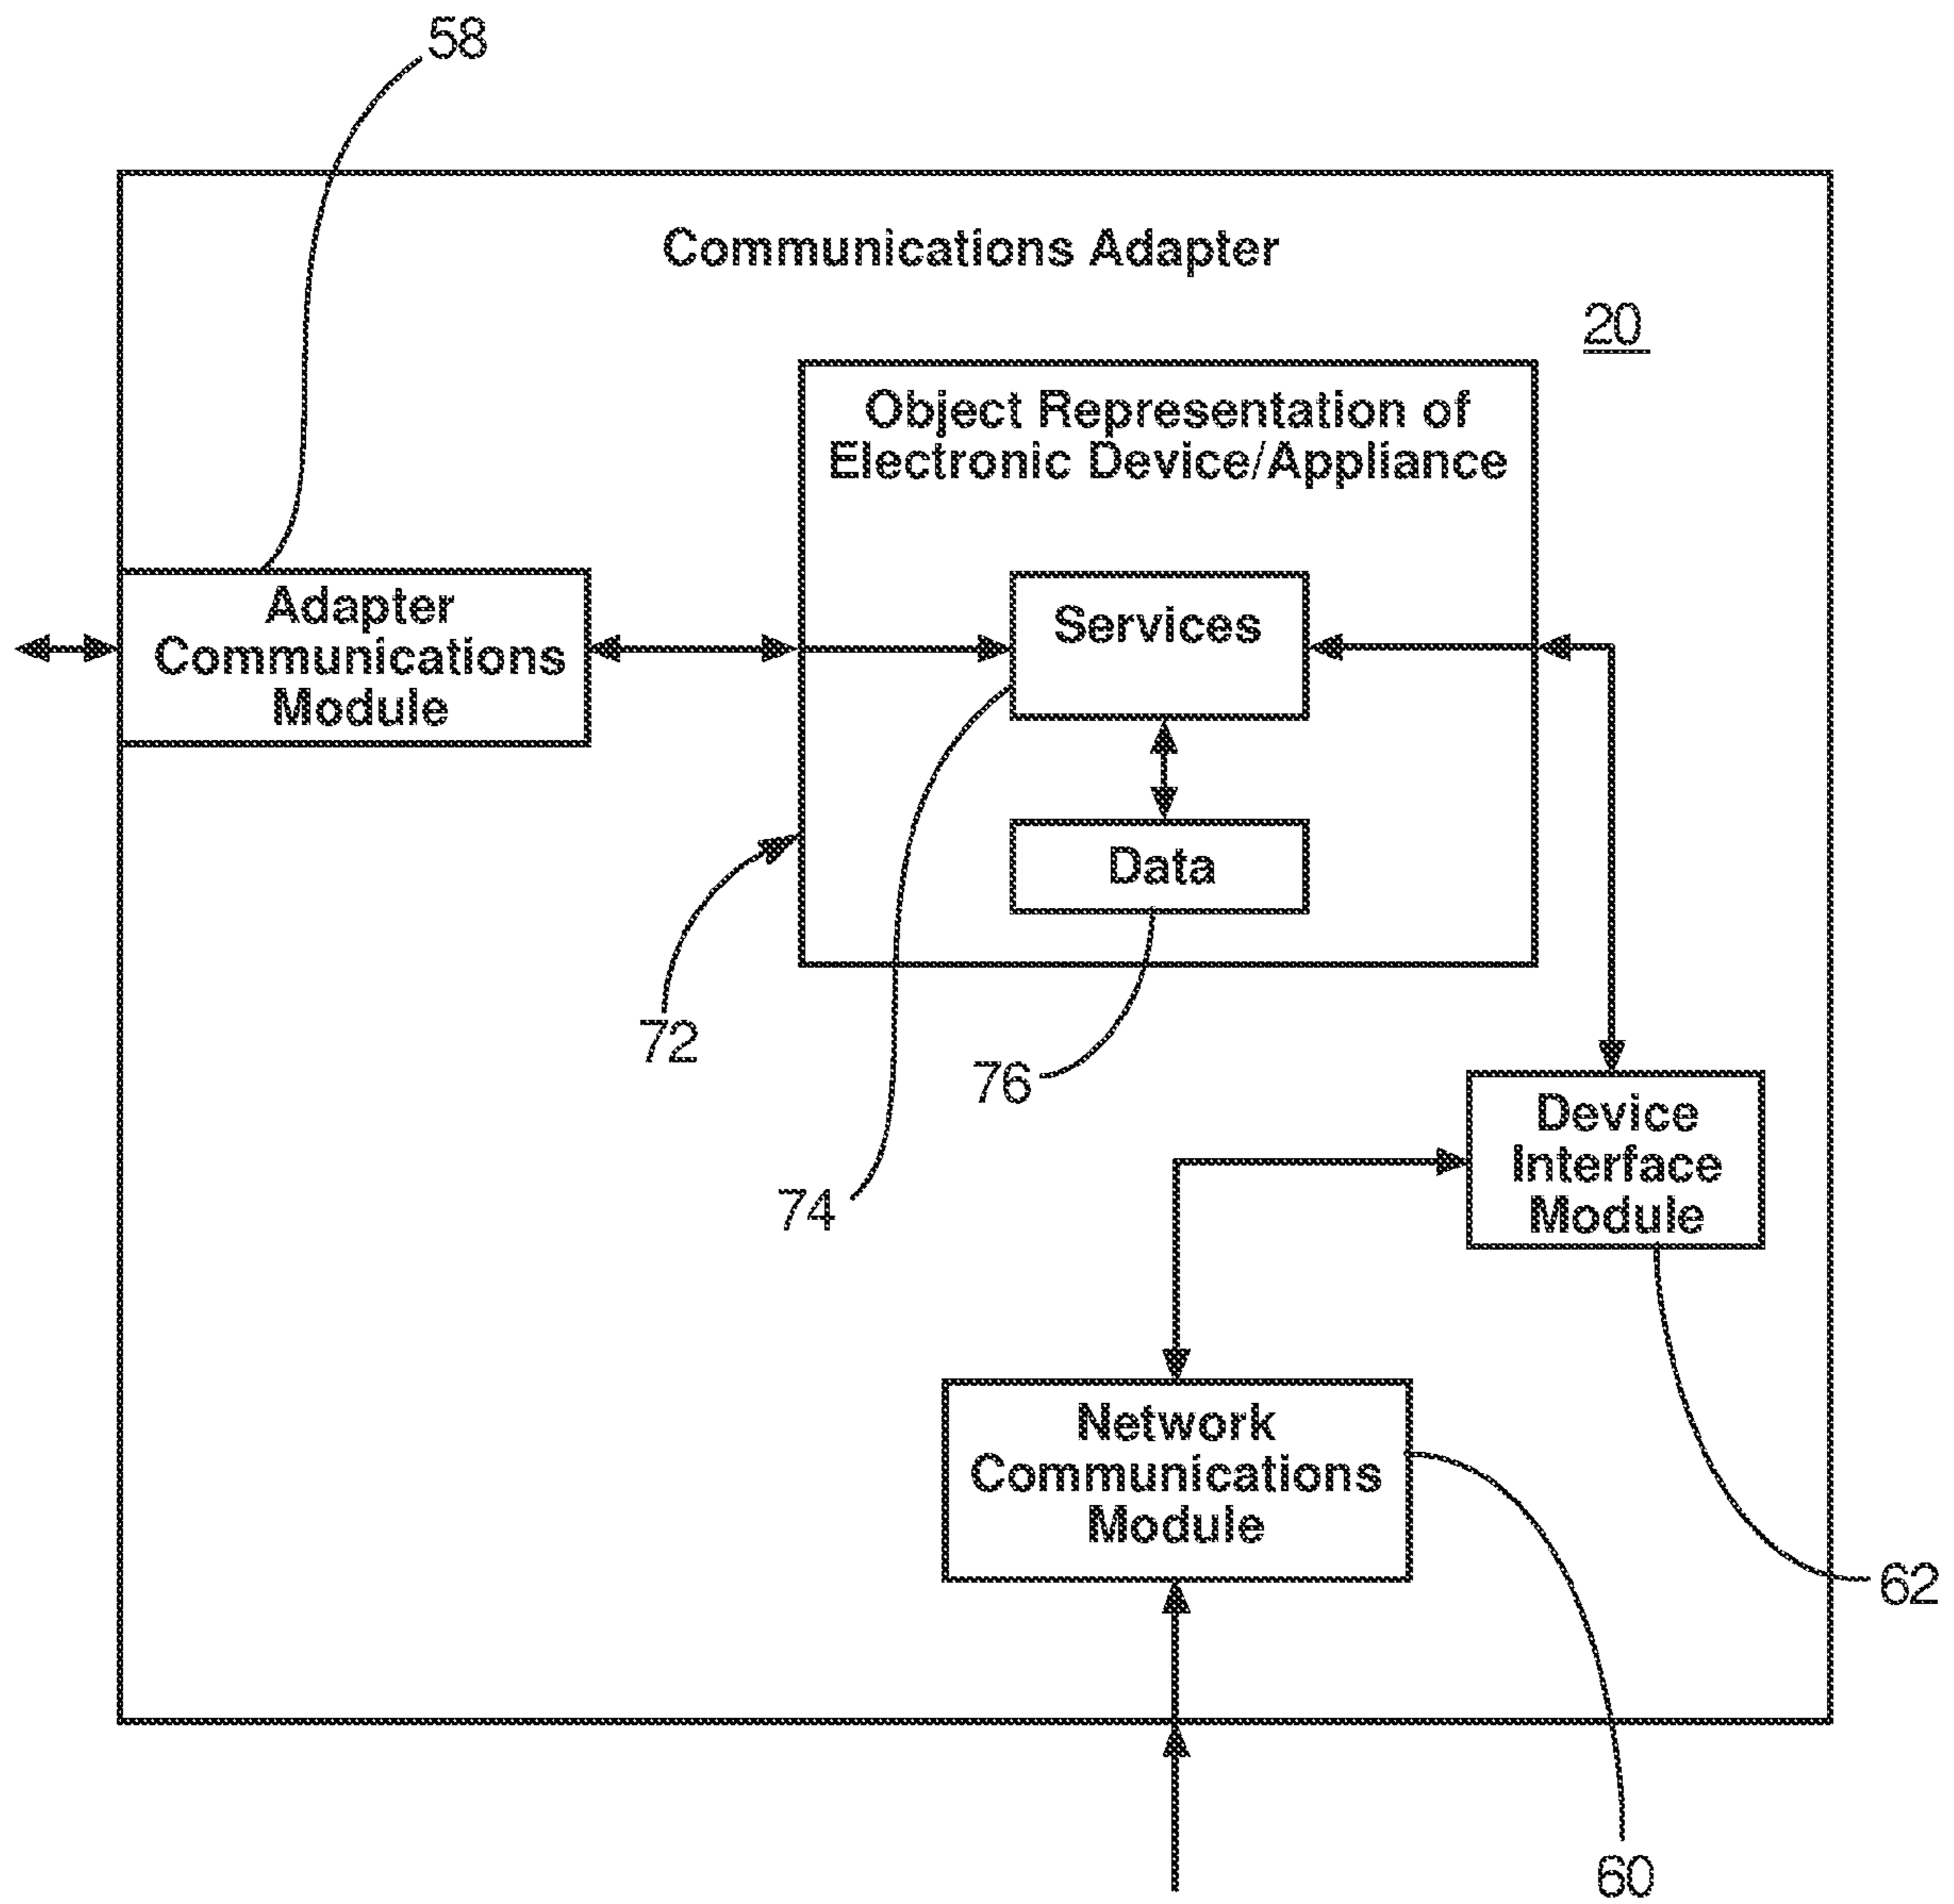 58
Communications Adapter
20
Object Representation of
Electronic Device/Appliance
Adapter
Communications
Module
Services
Data
72
76
74
Device
Interface
Module
Network
Communications
Module
62
60